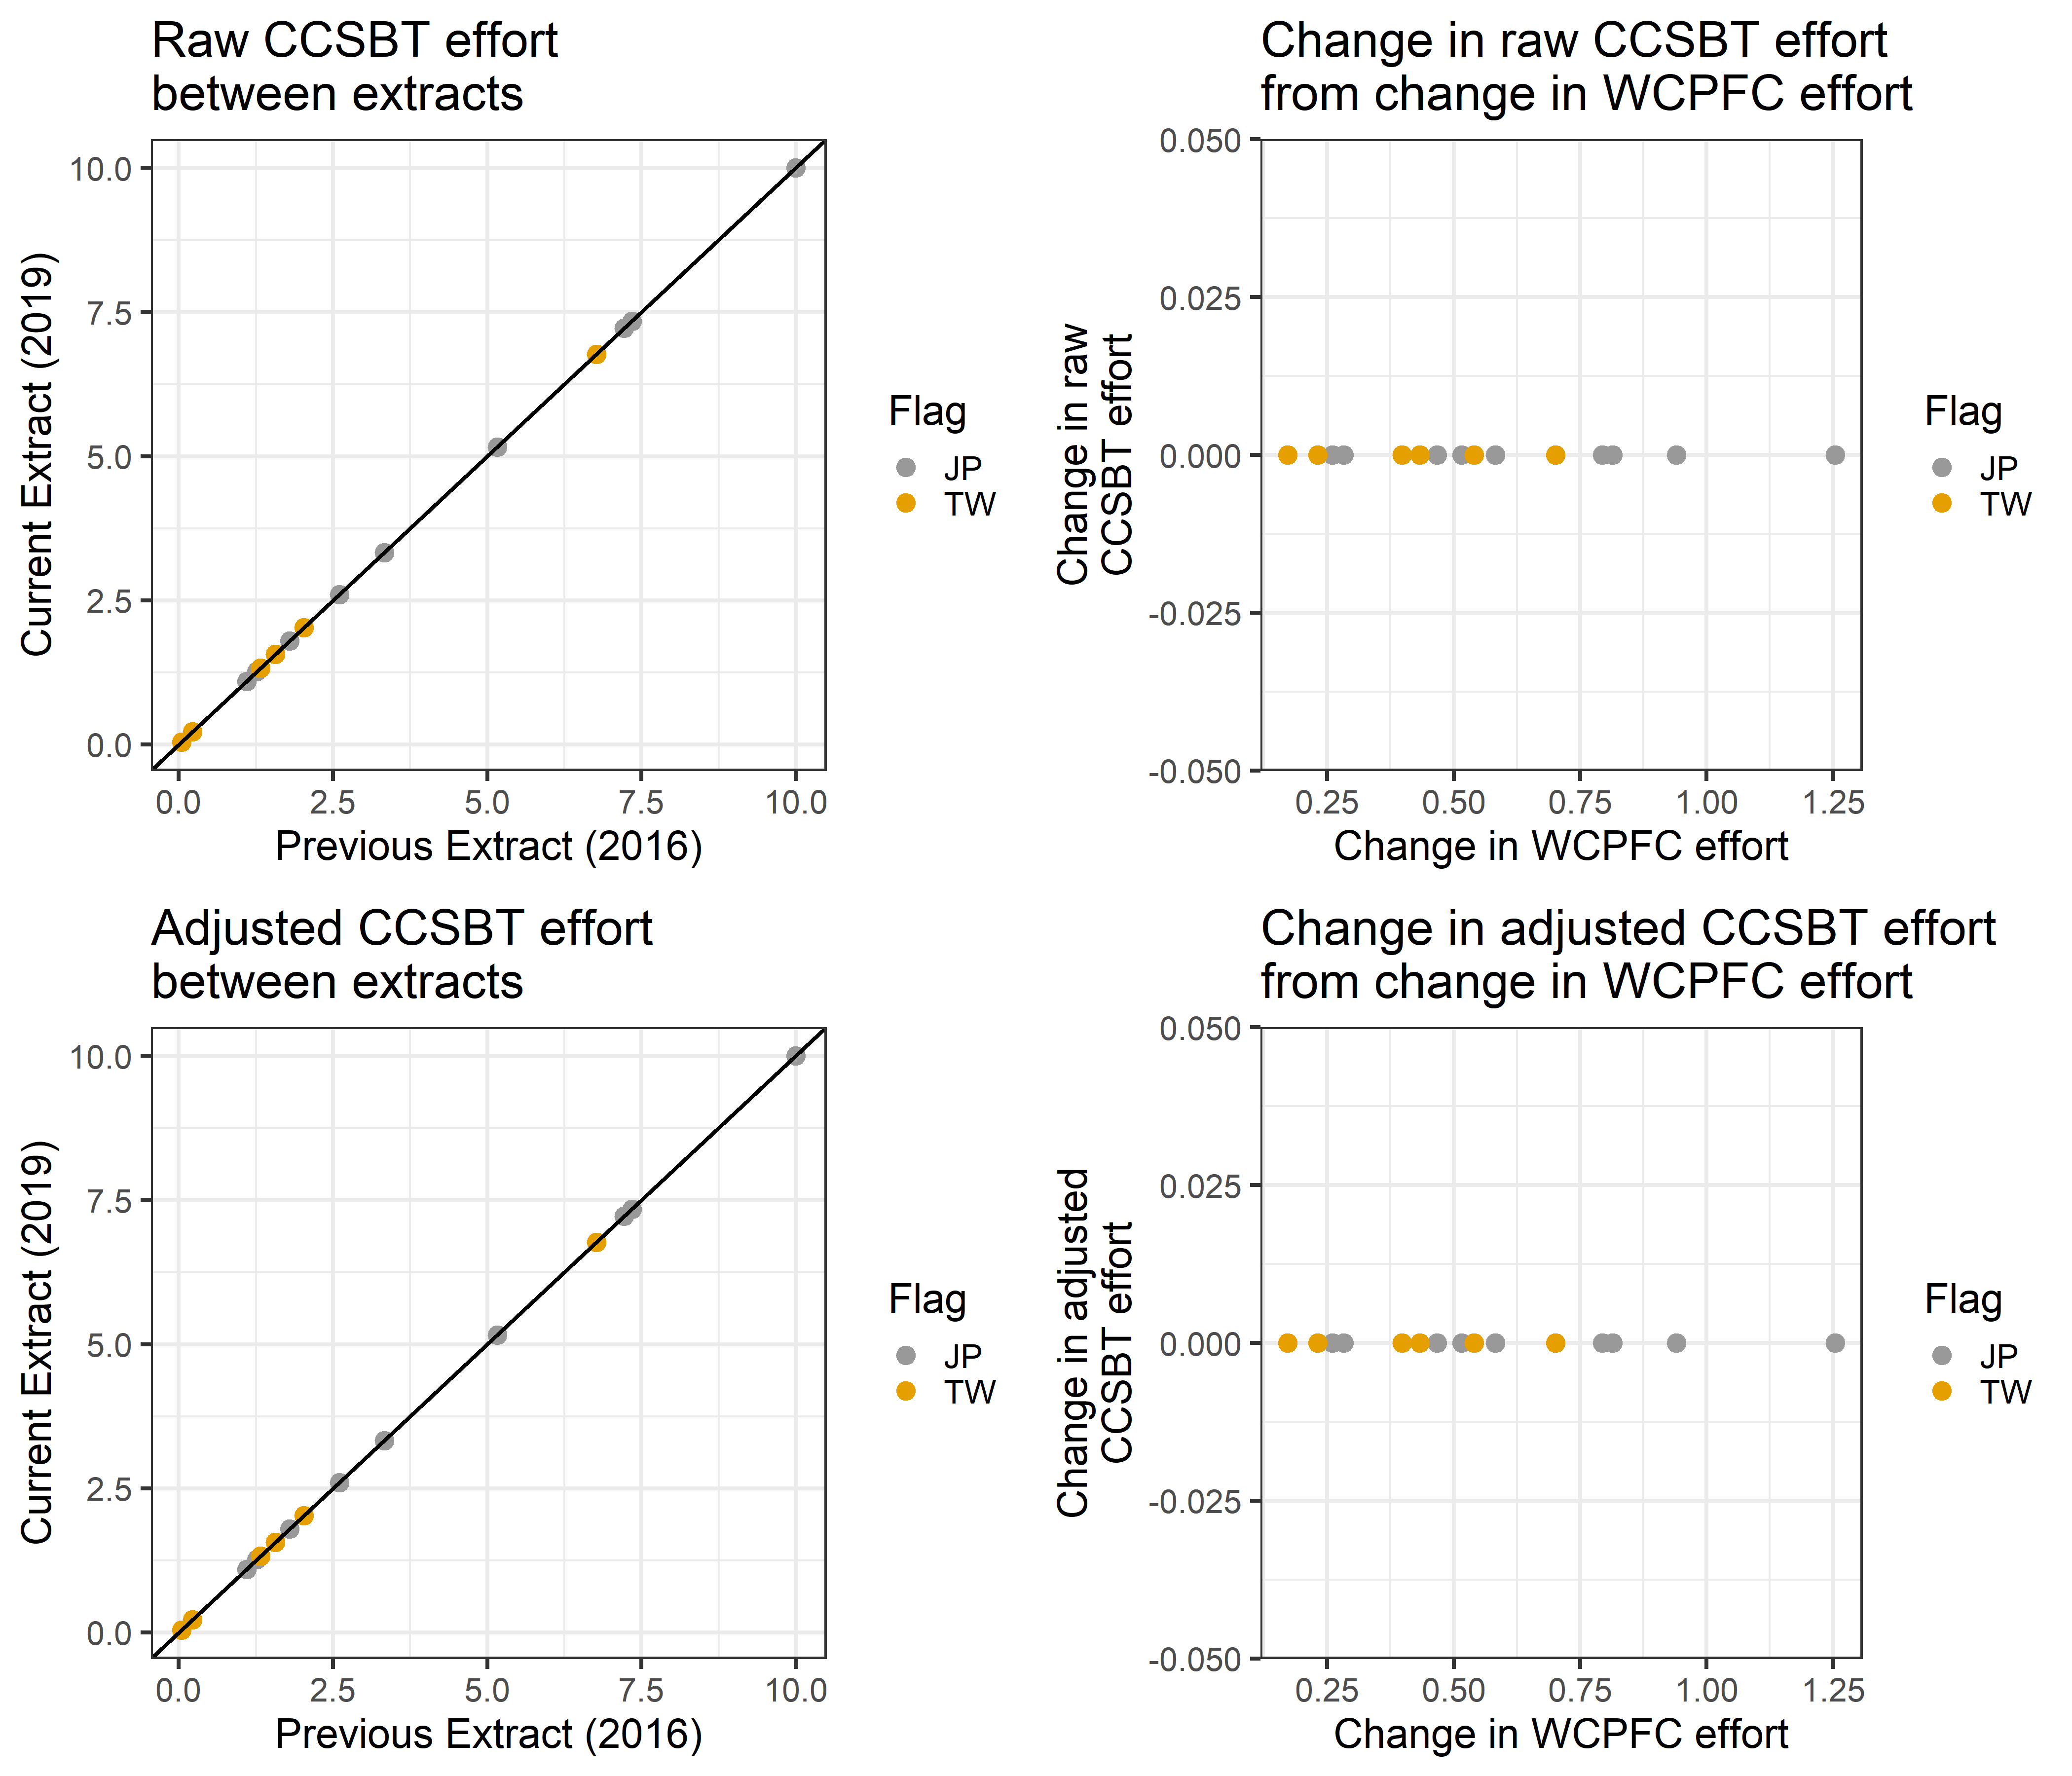 Raw CCSBT effort
between extracts
Current Extract (2019)
10.0
7.5
5.0
2.5
0.0
0.0 2.5 5.0 7.5 10.0
Previous Extract (2016)
Flag
JP
TW
Change in raw CCSBT effort
from change in WCPFC effort
Change in raw
CCSBT effort
0.050
0.025
0.000
-0.025
-0.050
0.25 0.50 0.75 1.00 1.25
Change in WCPFC effort
Flag
JP
TW
Adjusted CCSBT effort
between extracts
Current Extract (2019)
10.0
7.5
5.0
2.5
0.0
0.0 2.5 5.0 7.5 10.0
Previous Extract (2016)
Flag
JP
TW
Change in adjusted CCSBT effort
from change in WCPFC effort
Change in adjusted
CCSBT effort
0.050
0.025
0.000
-0.025
-0.050
0.25 0.50 0.75 1.00 1.25
Change in WCPFC effort
Flag
JP
TW